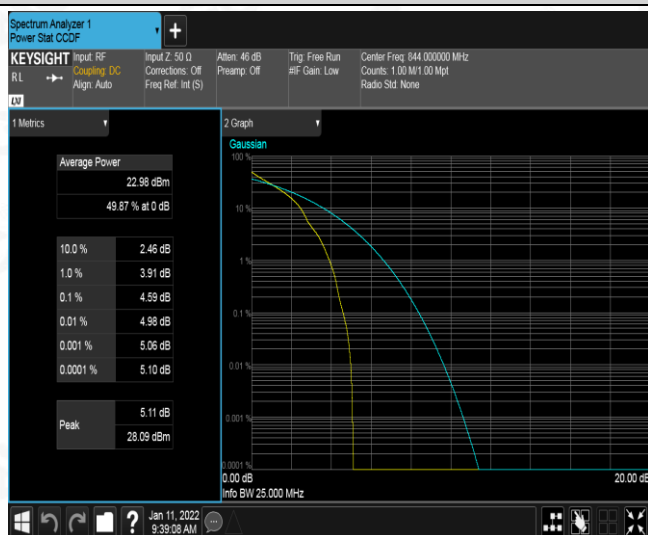 Spectrum Analyzer 1
Power Stat CCDF
+
KEYSIGHT
RL
LXI
Input: RF
Coupling: DC
Align: Auto
Input Z: 50 Ω
Corrections: Off
Freq Ref: Int (S)
Atten: 46 dB
Preamp: Off
Trig: Free Run
#IF Gain: Low
Center Freq: 844.000000 MHz
Counts: 1.00 M/1.00 Mpt
Radio Std: None
1 Metrics
Average Power
22.98 dBm
49.87 % at 0 dB
10.0 % 2.46 dB
1.0 % 3.91 dB
0.1 % 4.59 dB
0.01 % 4.98 dB
0.001 % 5.06 dB
0.0001 % 5.10 dB
Peak
5.11 dB
28.09 dBm
2 Graph
Gaussian
100 %
10 %
1 %
0.1 %
0.01 %
0.001 %
0.0001 %
0.00 dB
20.00 dB
Info BW 25.000 MHz
?
Jan 11, 2022
9:39:08 AM